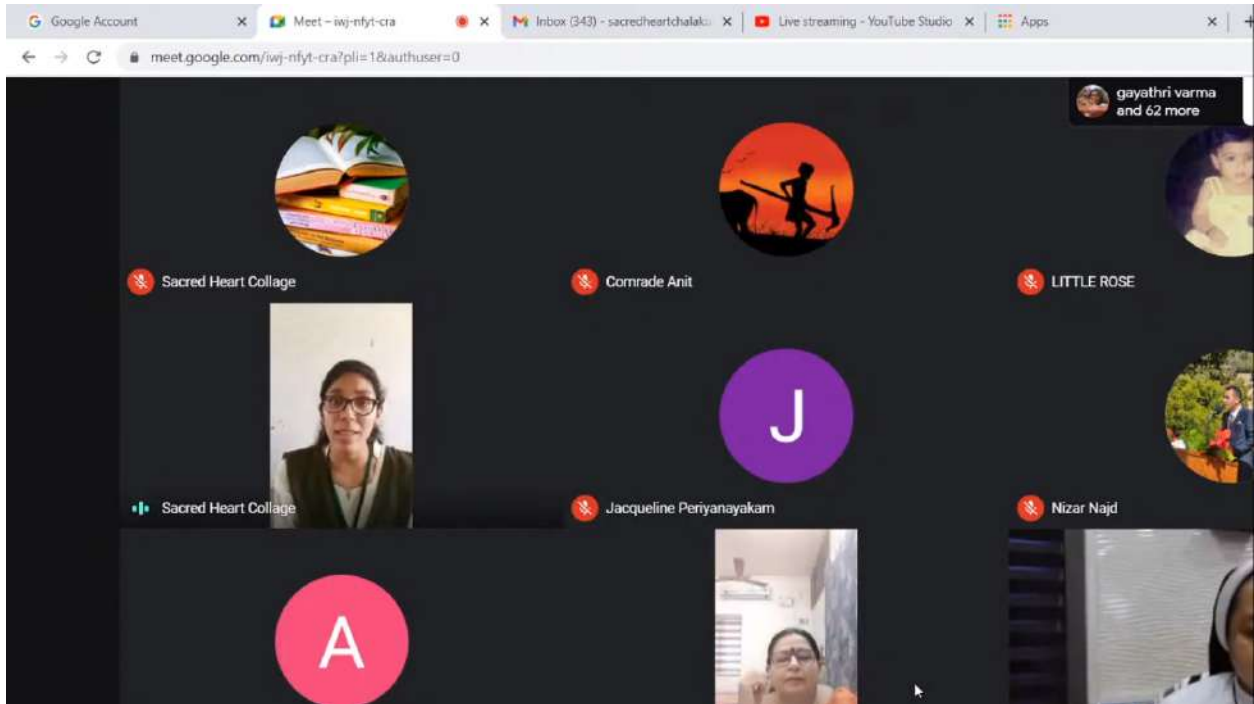 Google Account
Meet – iwj-nfyt-cra
Inbox (343) - sacredheartchalak
Live streaming - YouTube Studio
Apps
meet.google.com/iwj-nfyt-cra?pli=1&authuser=0
gayathri varma
and 62 more
Sacred Heart Collage
Comrade Anit
LITTLE ROSE
Sacred Heart Collage
J
Jacqueline Periyanayakam
Nizar Najd
A